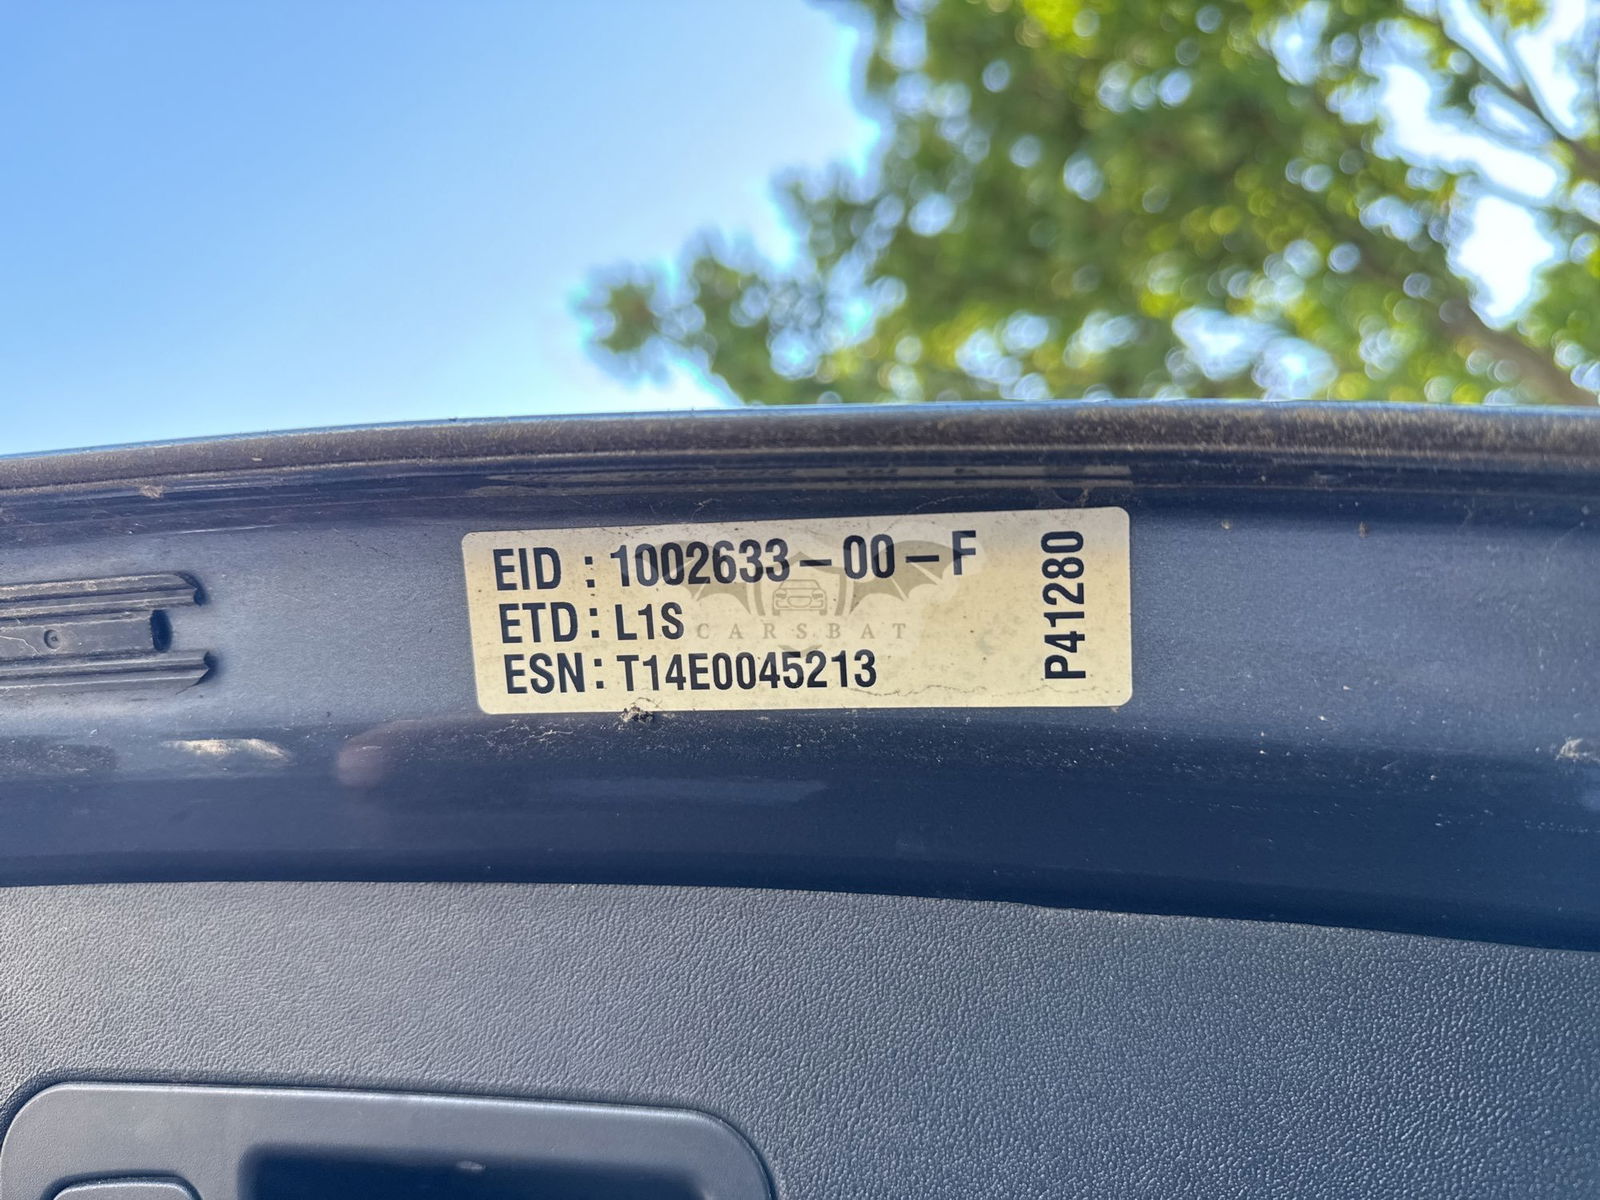 EID : 1002633-00-F
ETD : L1S
ESN : T14E0045213
P41280
CARSBAT